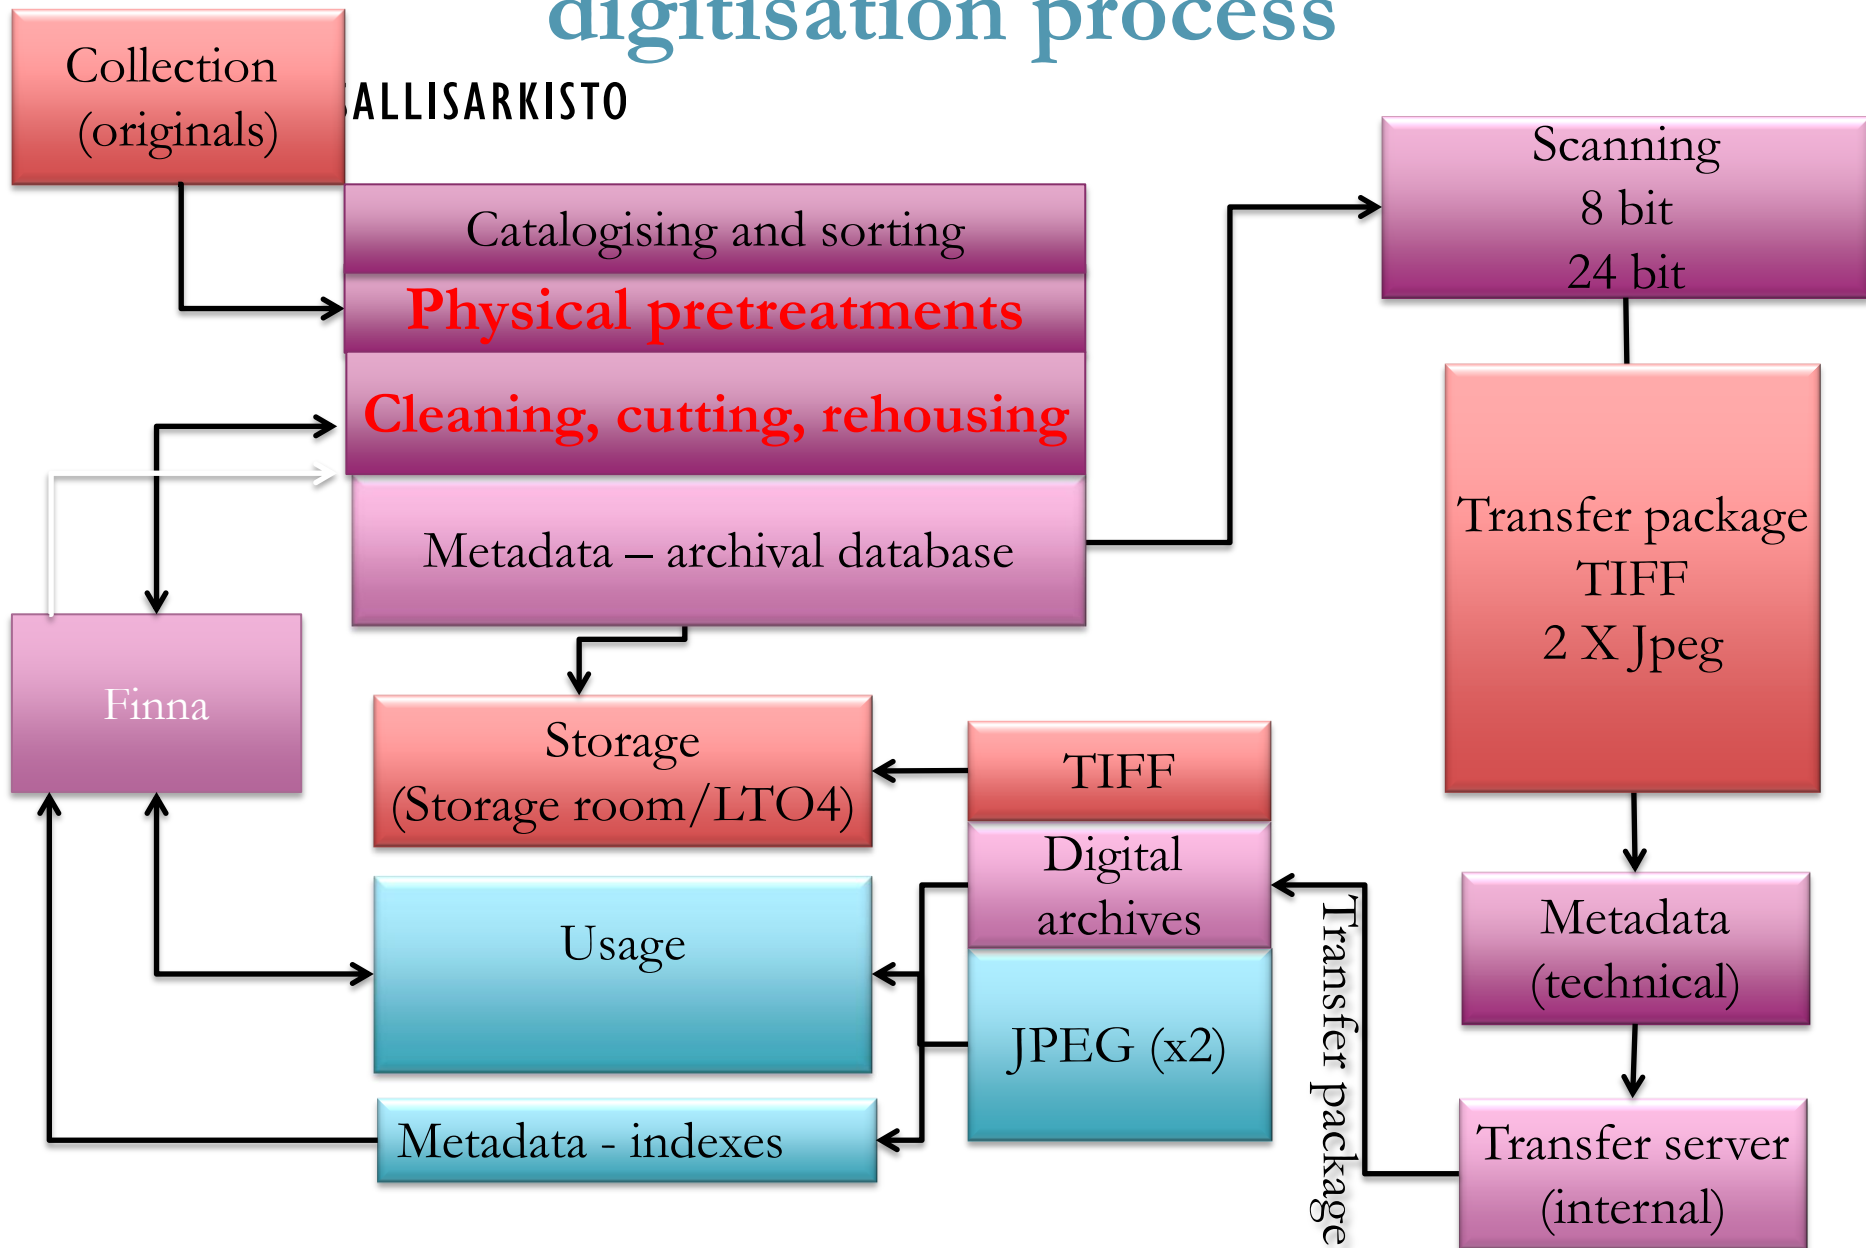 digitisation process
Collection
(originals)
SALLISARKISTO
Catalogising and sorting
Physical pretreatments
Cleaning, cutting, rehousing
Metadata – archival database
Scanning
8 bit
24 bit
Transfer package
TIFF
2 X Jpeg
Finna
Storage
(Storage room/LTO4)
TIFF
Digital
archives
JPEG (x2)
Usage
Metadata - indexes
Transfer package
Metadata
(technical)
Transfer server
(internal)